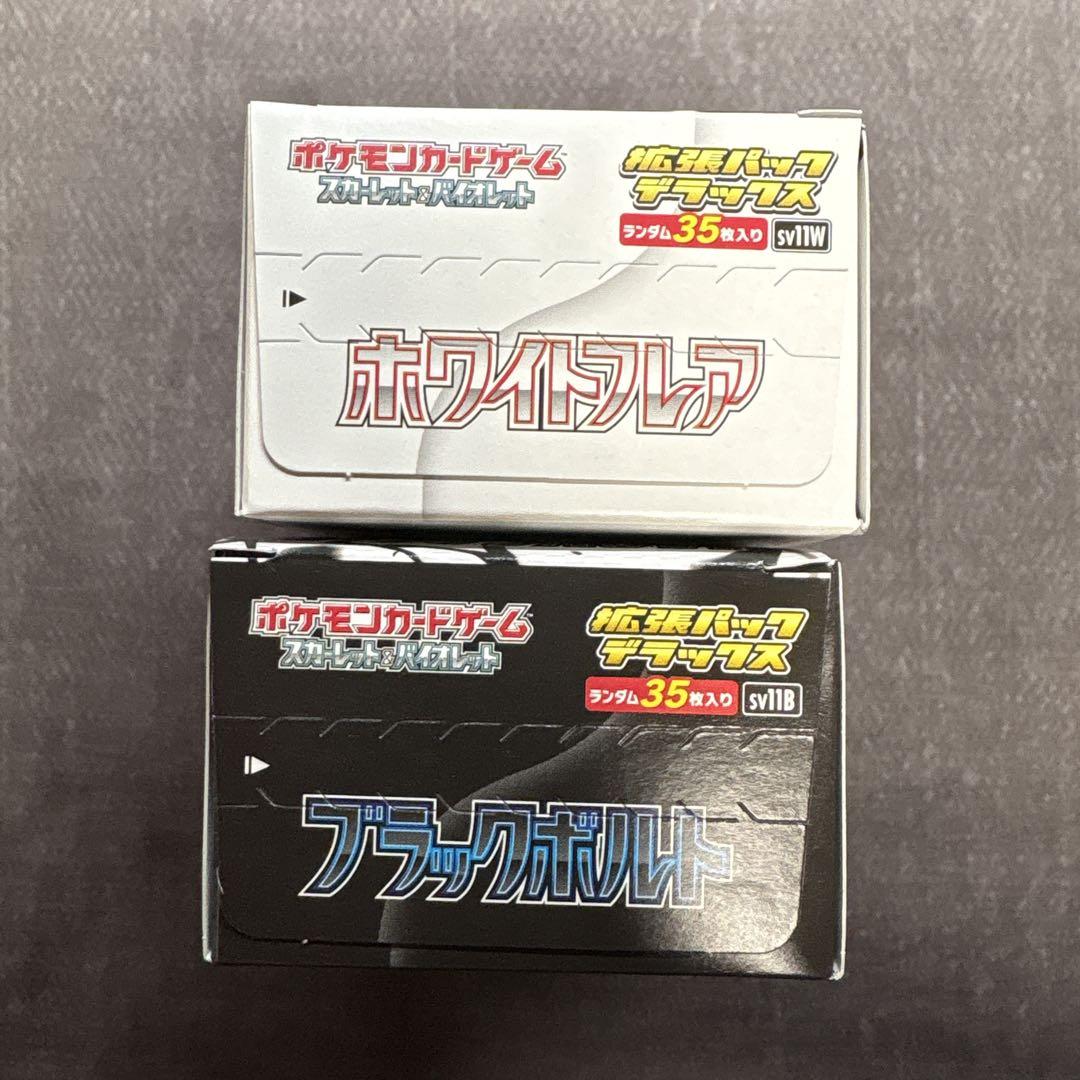 ポケモンカードゲーム™
スカーレット&バイオレット
拡張パック
デラックス
ランダム35枚入り sv11W
ホワイトフレア
ポケモンカードゲーム™
スカーレット&バイオレット
拡張パック
デラックス
ランダム35枚入り sv11B
ブラックボルト